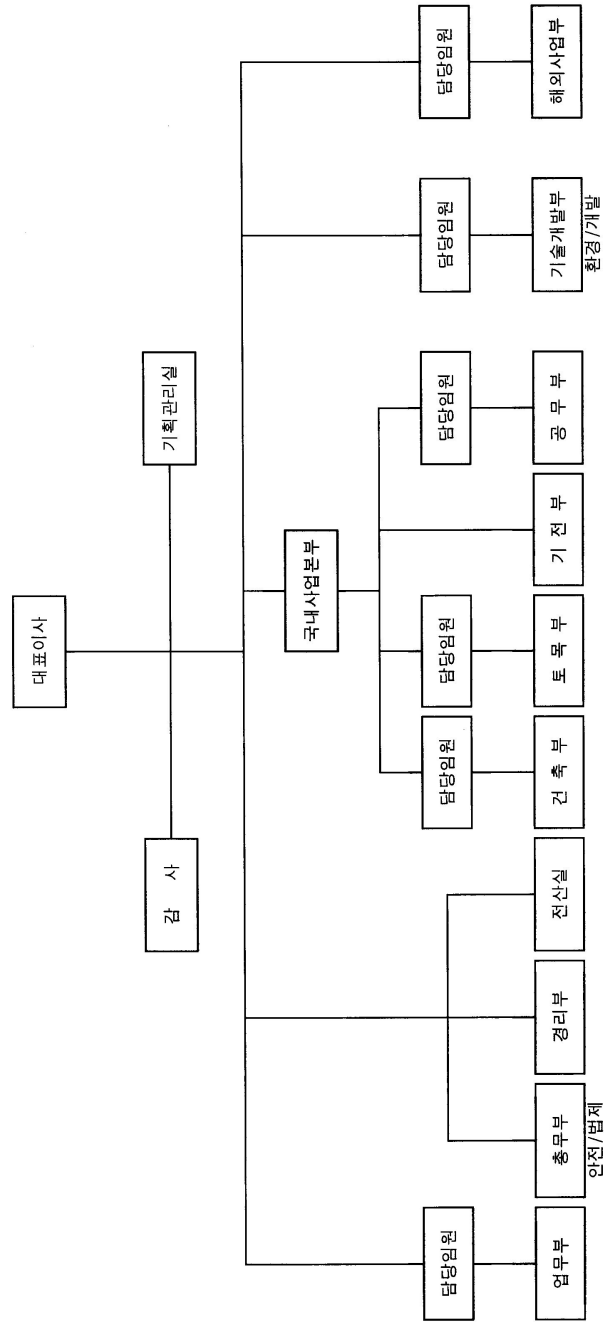 대표이사
감 사
기획관리실
국내사업본부
담당임원
담당임원
담당임원
담당임원
담당임원
담당임원
업무부
총무부
안전/법제
경리부
전산실
건 축 부
토 목 부
기 전 부
공 무 부
기술개발부
환경/개발
해외사업부